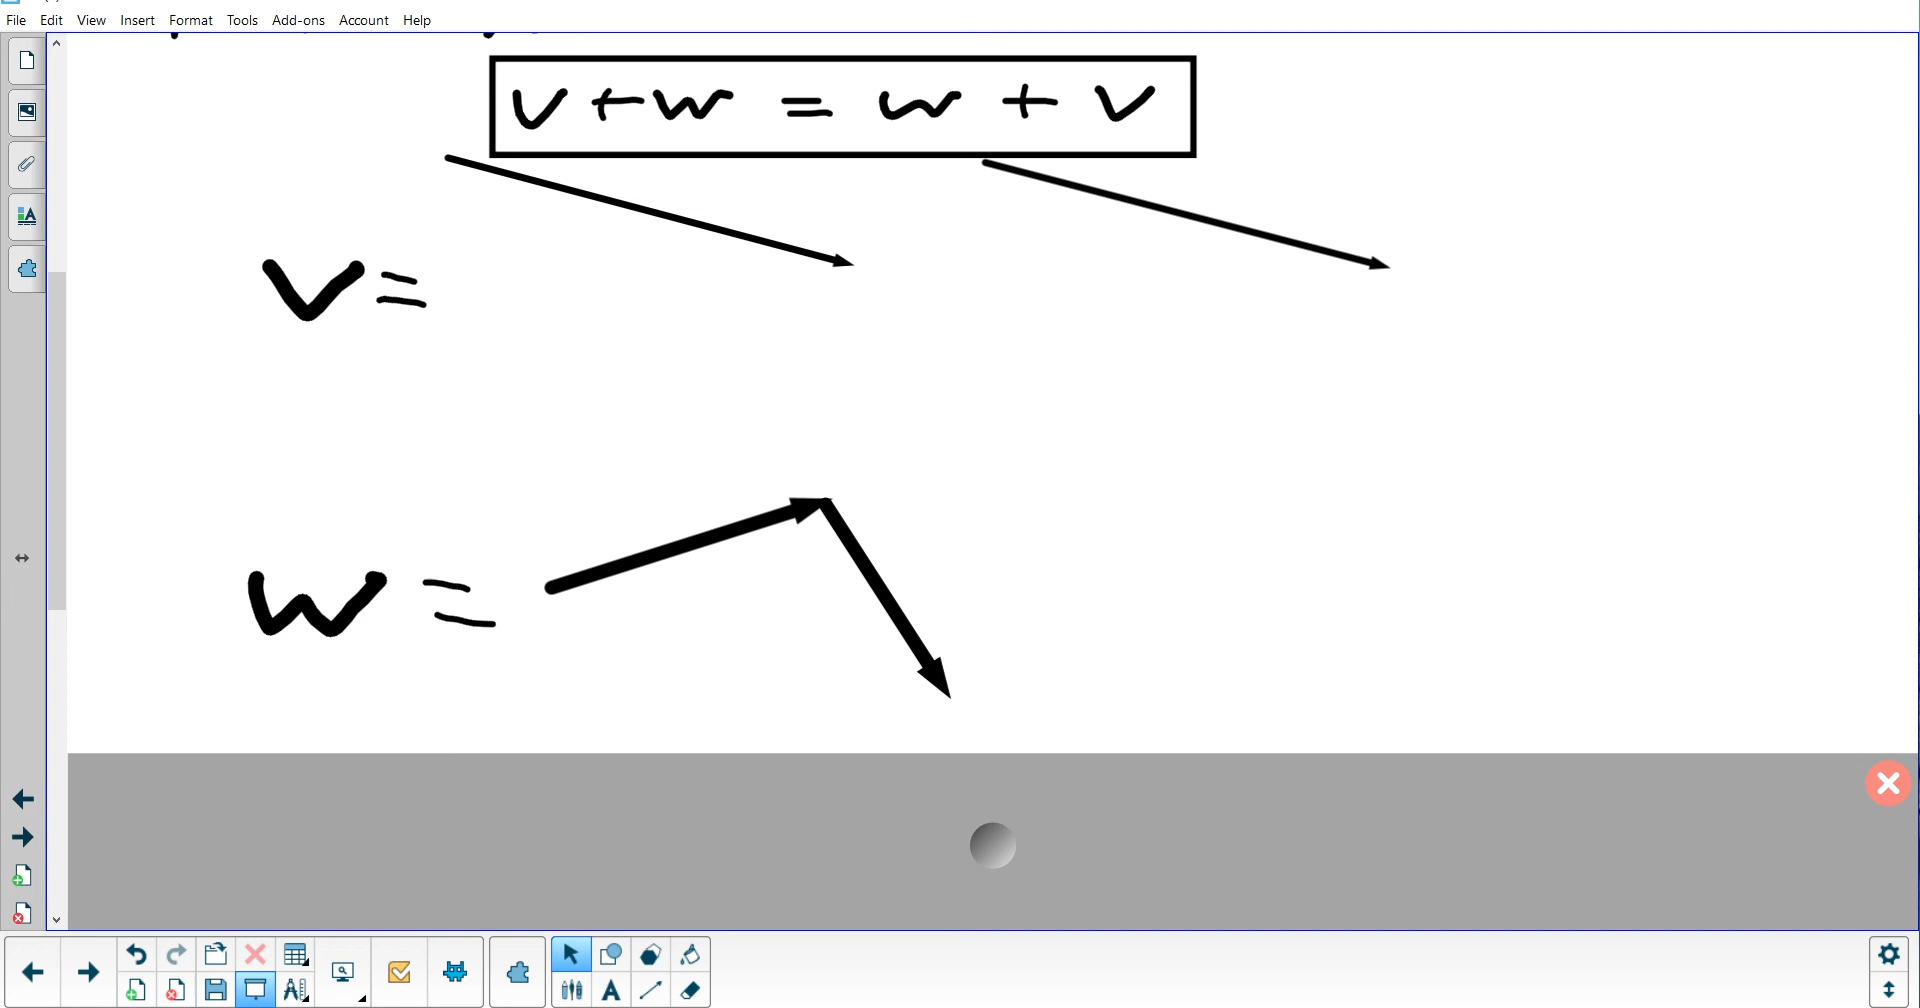 File Edit View Insert Format Tools Add-ons Account Help
v + w = w + v
v =
w =